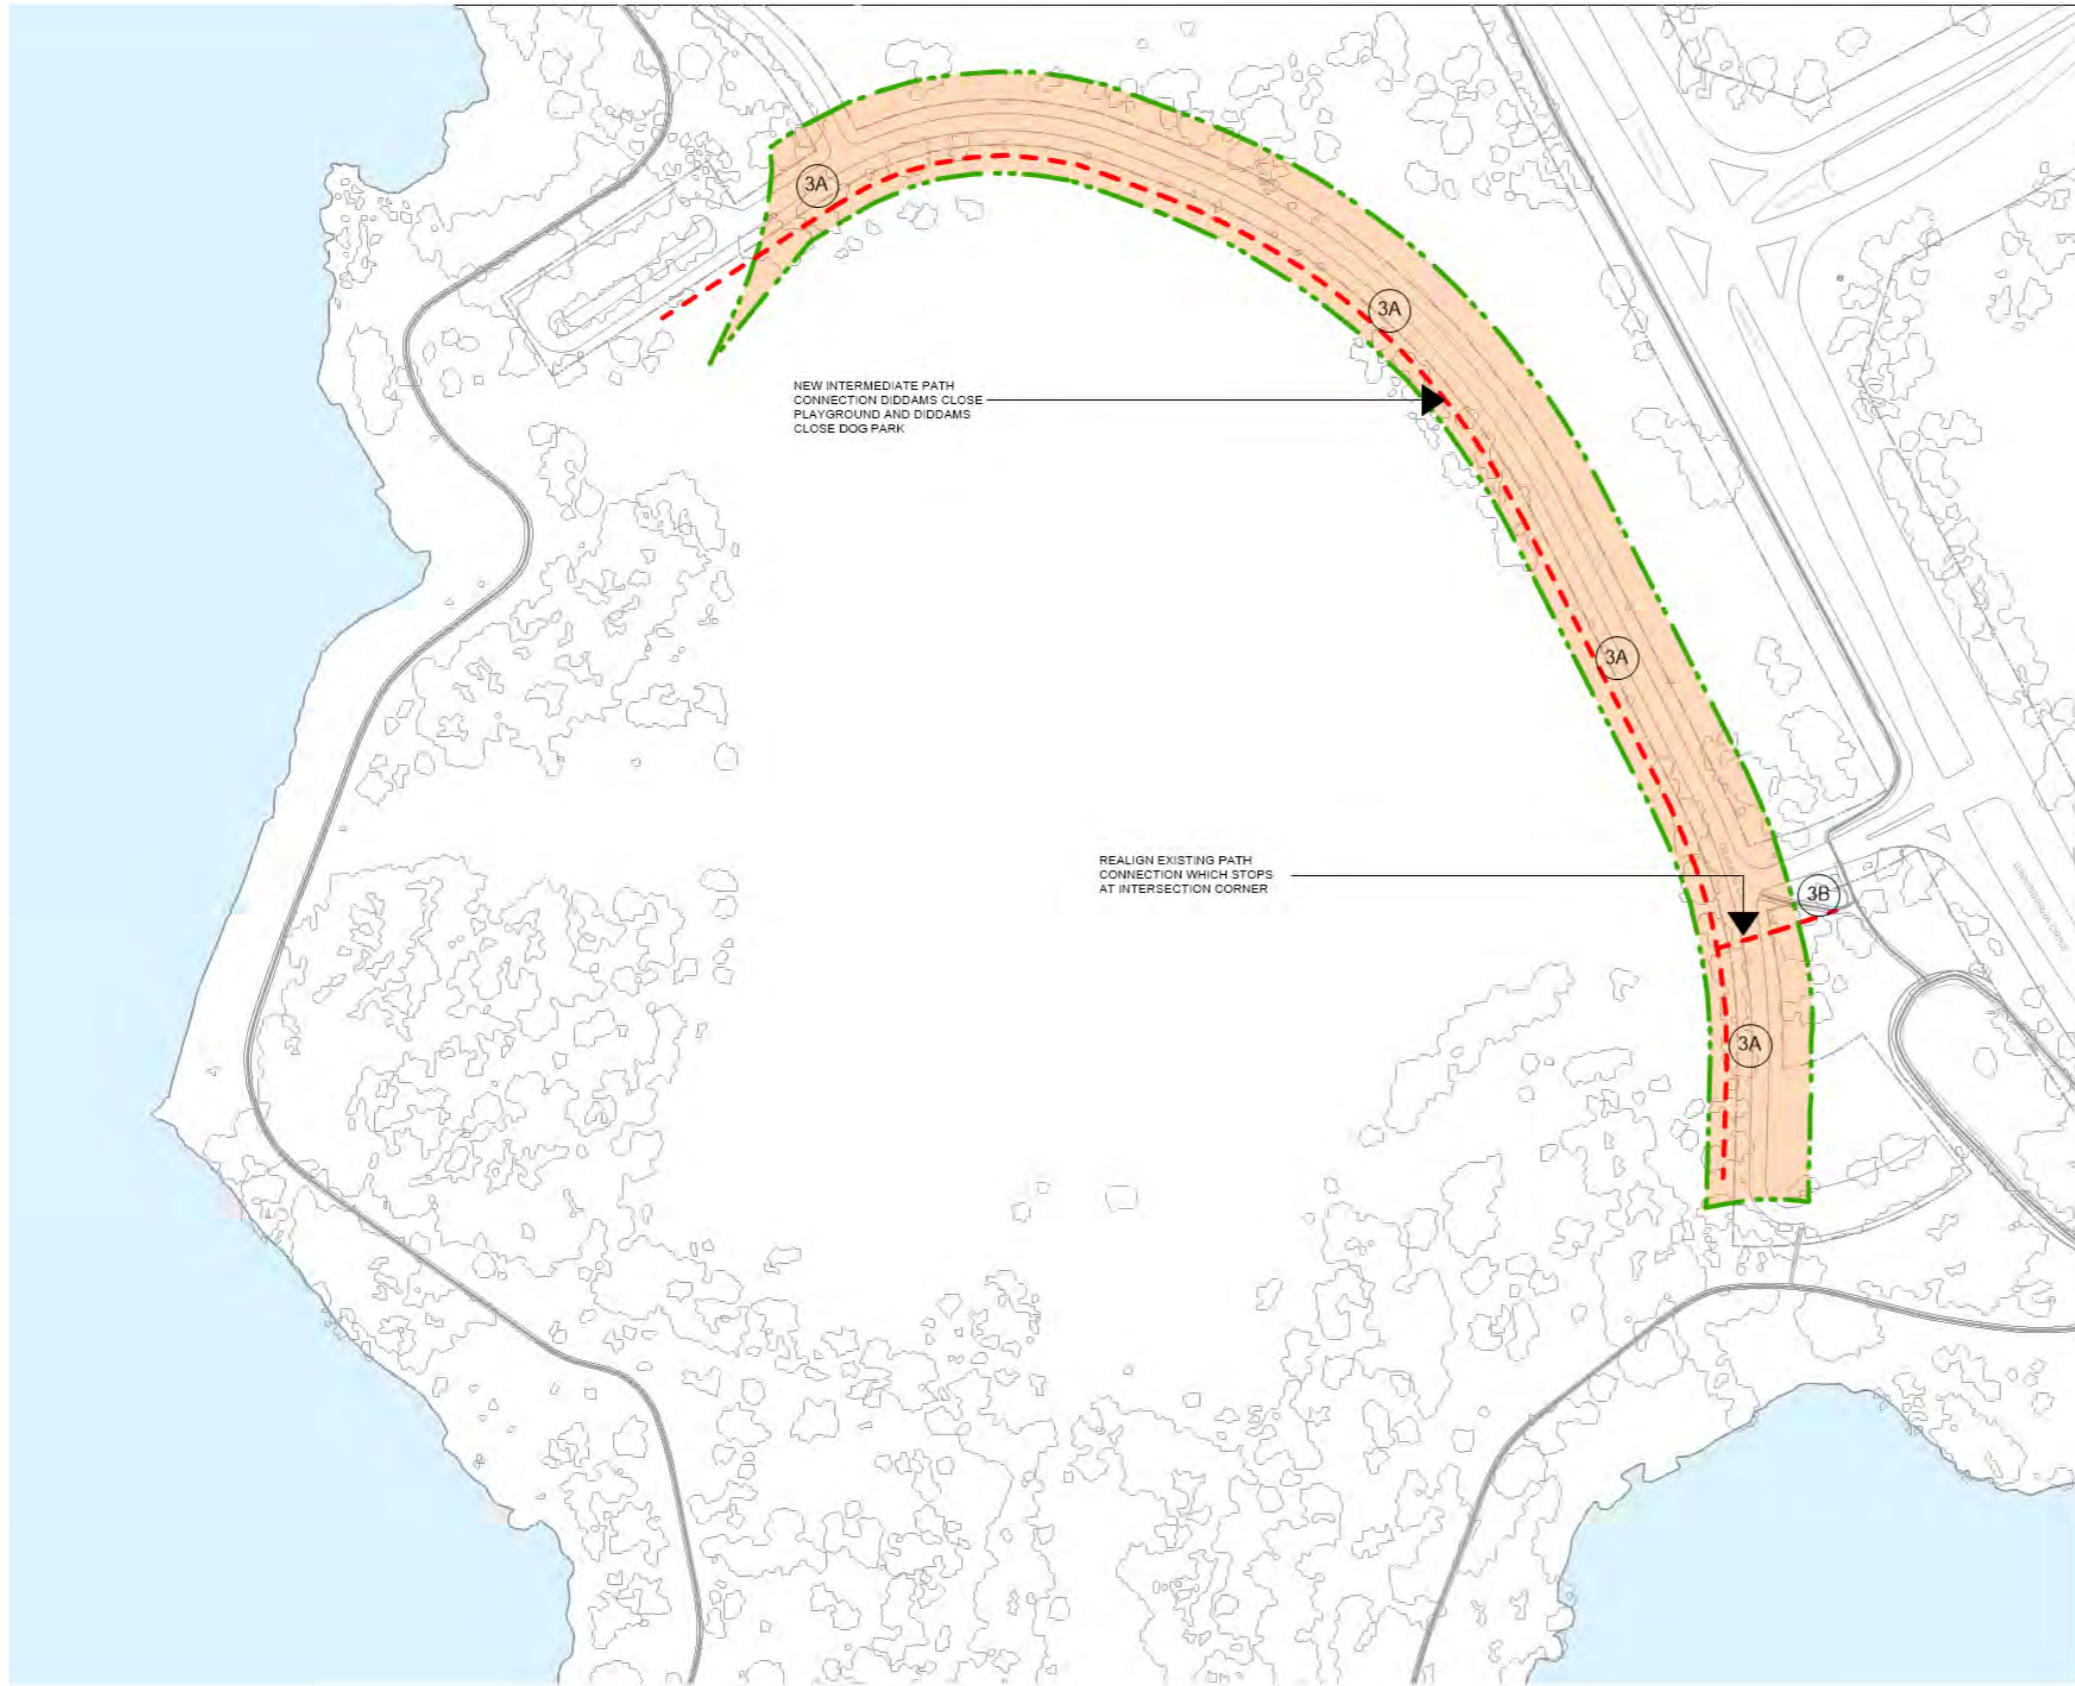 3A
3A
NEW INTERMEDIATE PATH
CONNECTION DIDDAMS CLOSE
PLAYGROUND AND DIDDAMS
CLOSE DOG PARK
3A
REALIGN EXISTING PATH
CONNECTION WHICH STOPS
AT INTERSECTION CORNER
3B
3A